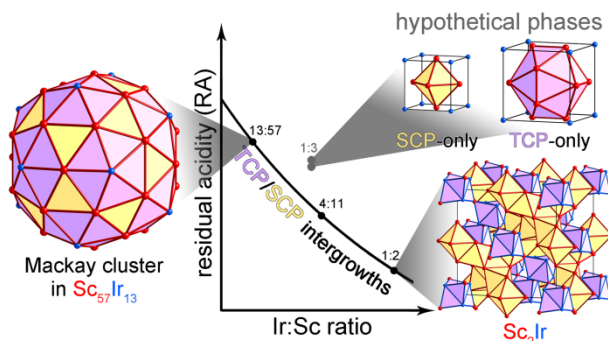 hypothetical phases
SCP-only
TCP-only
residual acidity (RA)
13:57
1:3
4:11
1:2
TCP/SCP
intergrowths
Ir:Sc ratio
Mackay cluster
in Sc₅₇Ir₁₃
Sc₂Ir